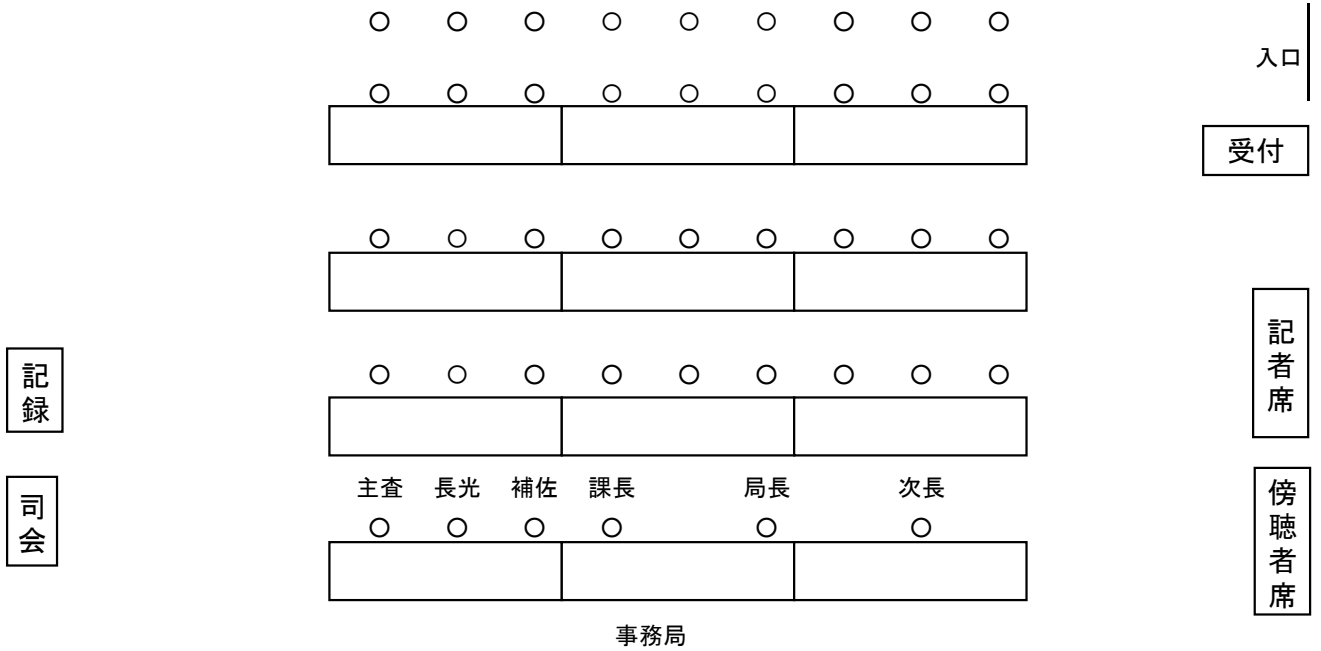 入口
受付
記者席
記録
主査 長光 補佐 課長 局長 次長
司会
傍聴者席
事務局